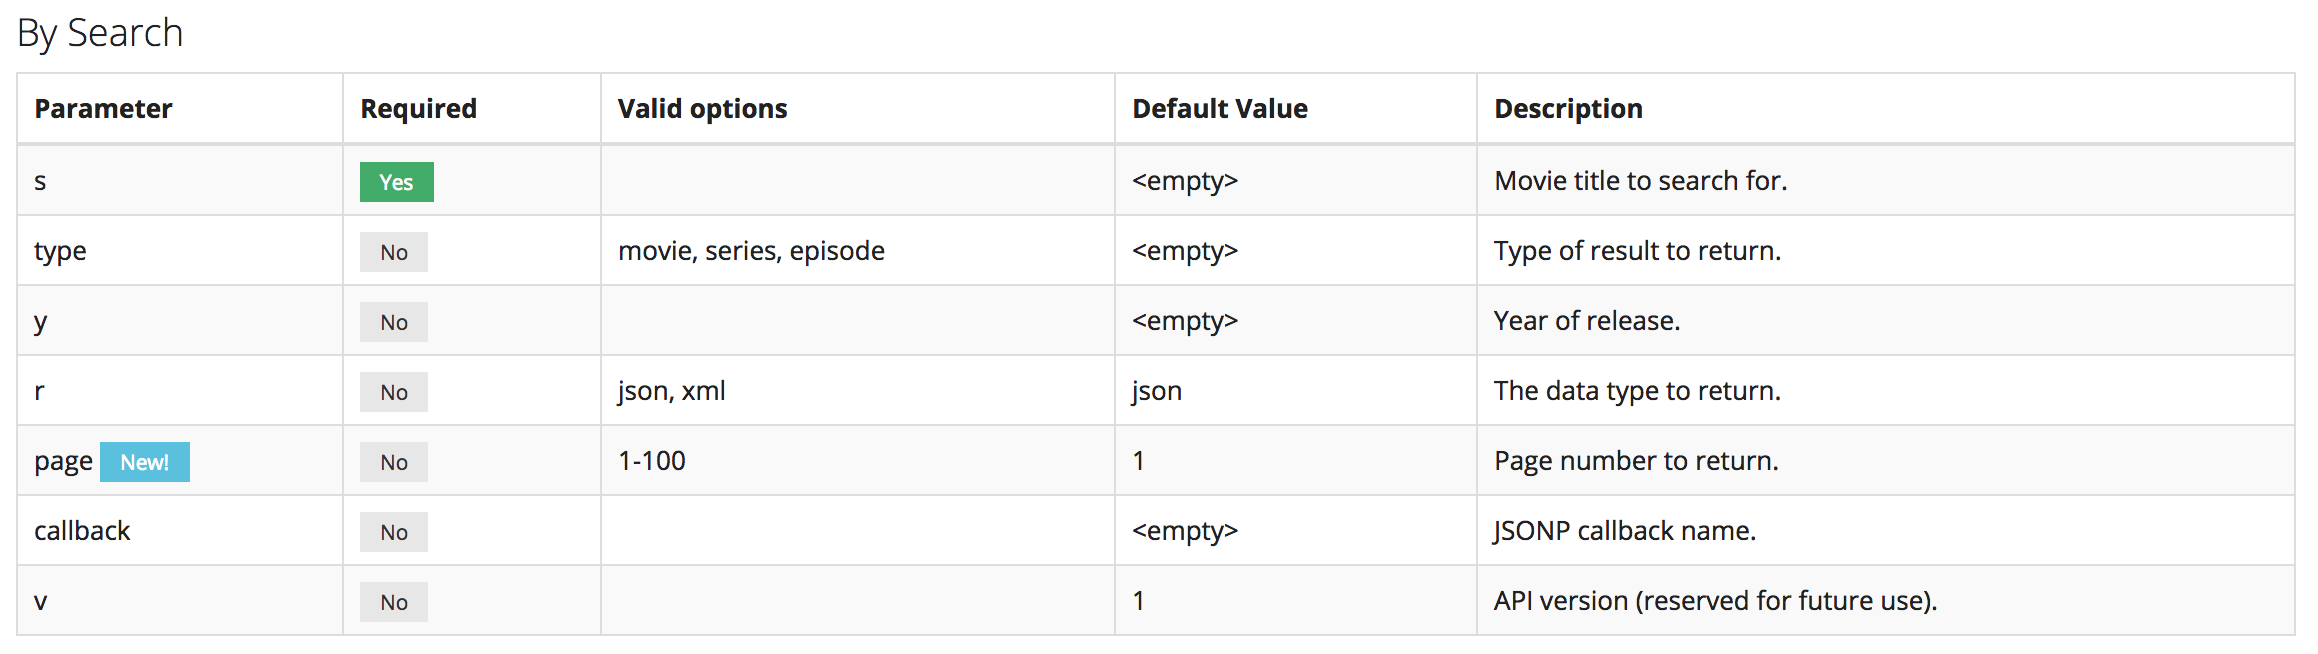 By Search
Parameter Required Valid options Default Value Description
s Yes <empty> Movie title to search for.
type No movie, series, episode <empty> Type of result to return.
y No <empty> Year of release.
r No json, xml json The data type to return.
page New! No 1-100 1 Page number to return.
callback No <empty> JSONP callback name.
v No 1 API version (reserved for future use).